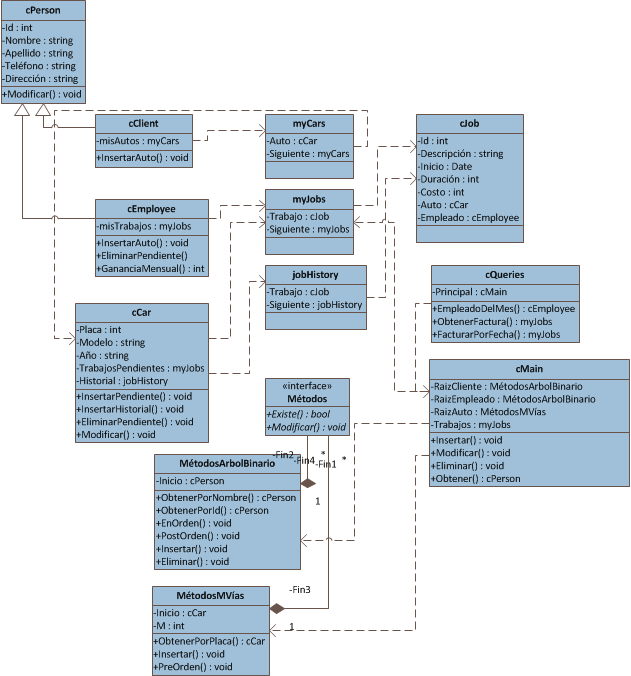 cPerson
-Id : int
-Nombre : string
-Apellido : string
-Teléfono : string
-Dirección : string
+Modificar() : void
cClient
-misAutos : myCars
+InsertarAuto() : void
myCars
-Auto : cCar
-Siguiente : myCars
cJob
-Id : int
-Descripción : string
-Inicio : Date
-Duración : int
-Costo : int
-Auto : cCar
-Empleado : cEmployee
cEmployee
-misTrabajos : myJobs
+InsertarAuto() : void
+EliminarPendiente()
+GananciaMensual() : int
myJobs
-Trabajo : cJob
-Siguiente : myJobs
jobHistory
-Trabajo : cJob
-Siguiente : jobHistory
cQueries
-Principal : cMain
+EmpleadoDelMes() : cEmployee
+ObtenerFactura() : myJobs
+FacturarPorFecha() : myJobs
cCar
-Placa : int
-Modelo : string
-Año : string
-TrabajosPendientes : myJobs
-Historial : jobHistory
+InsertarPendiente() : void
+InsertarHistorial() : void
+EliminarPendiente() : void
+Modificar() : void
cMain
-RaizCliente : MétodosArbolBinario
-RaizEmpleado : MétodosArbolBinario
-RaizAuto : MétodosMVías
-Trabajos : myJobs
+Insertar() : void
+Modificar() : void
+Eliminar() : void
+Obtener() : cPerson
«interface»
Métodos
+Existe() : bool
+Modificar() : void
-Fin2
-Fin4
*
-Fin1
*
1
MétodosArbolBinario
-Inicio : cPerson
+ObtenerPorNombre() : cPerson
+ObtenerPorId() : cPerson
+EnOrden() : void
+PostOrden() : void
+Insertar() : void
+Eliminar() : void
-Fin3
1
MétodosMVías
-Inicio : cCar
-M : int
+ObtenerPorPlaca() : cCar
+Insertar() : void
+PreOrden() : void